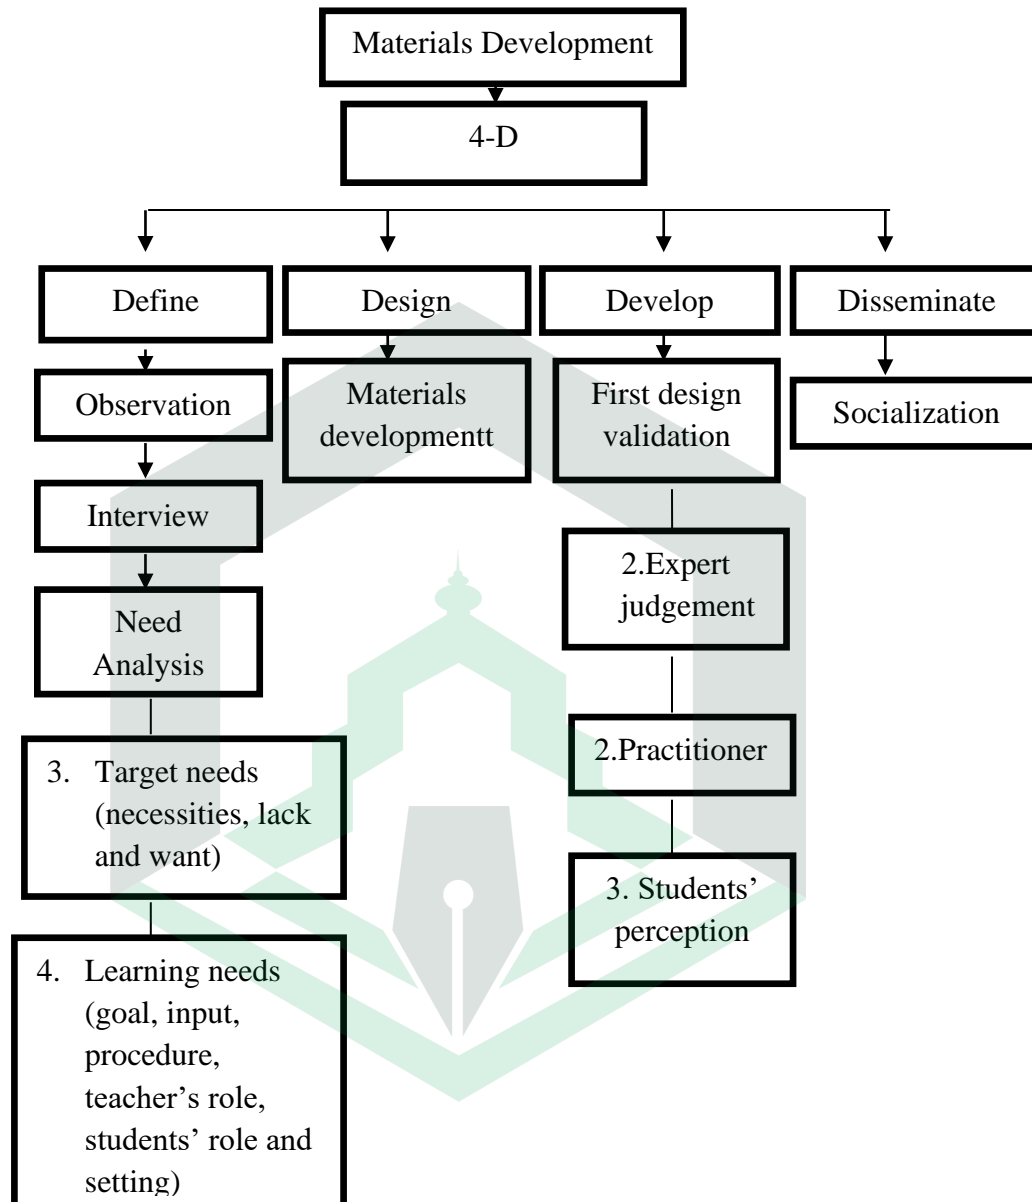 Materials Development
4-D
Define
Design
Develop
Disseminate
Observation
Materials
developmentt
First design
validation
Socialization
Interview
Need
Analysis
2.Expert
judgement
2.Practitioner
3. Target needs
(necessities, lack
and want)
3. Students’
perception
4. Learning needs
(goal, input,
procedure,
teacher’s role,
students’ role and
setting)